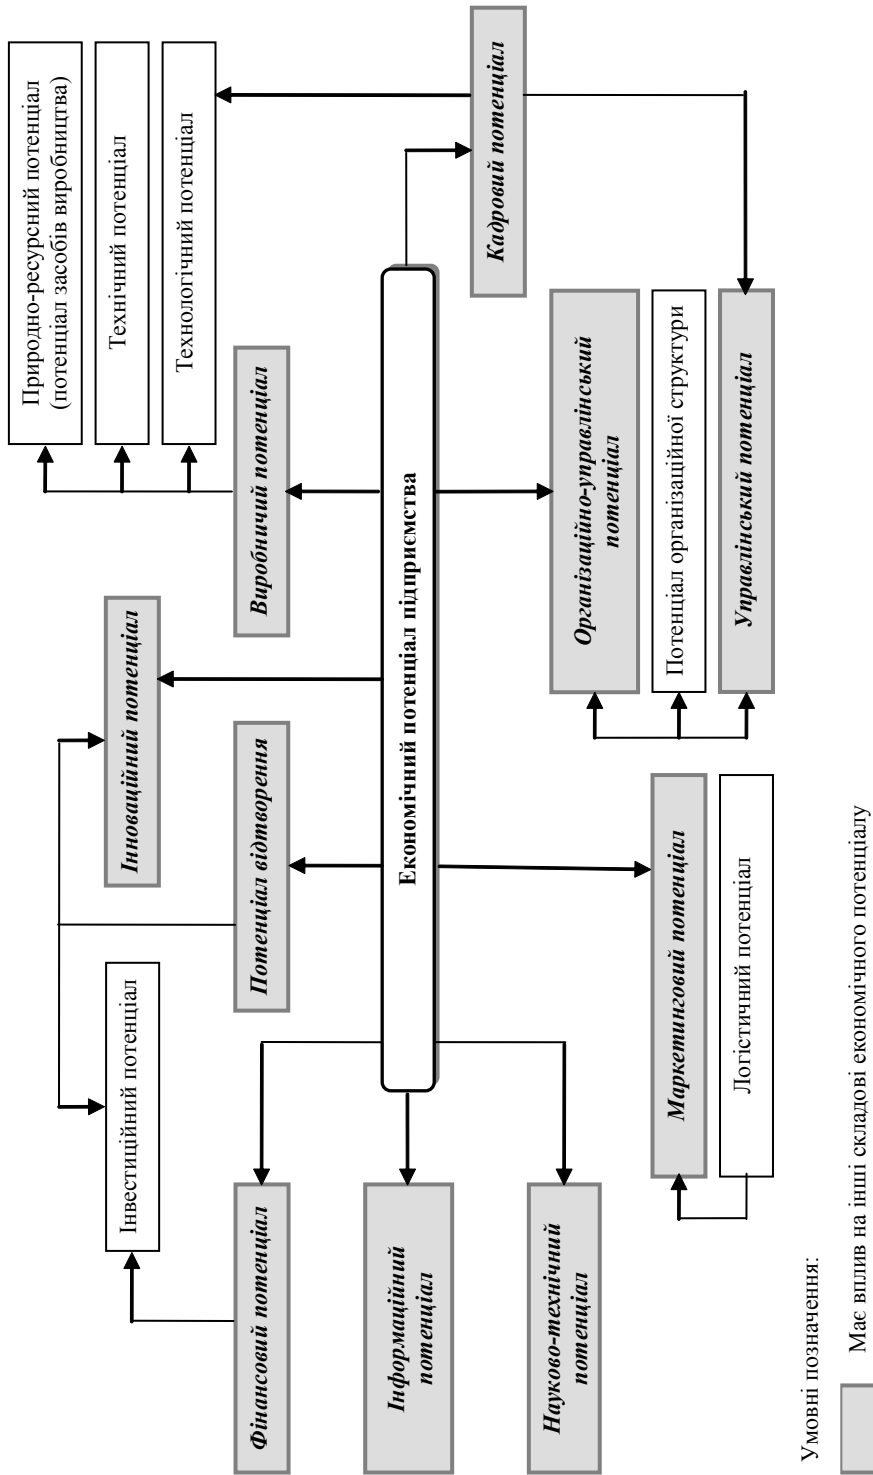 Природно-ресурсний потенціал
(потенціал засобів виробництва)
Технічний потенціал
Інвестиційний потенціал
Інноваційний потенціал
Технологічний потенціал
Фінансовий потенціал
Потенціал відтворення
Виробничий потенціал
Інформаційний
потенціал
Економічний потенціал підприємства
Кадровий потенціал
Науково-технічний
потенціал
Організаційно-управлінський
потенціал
Маркетинговий потенціал
Потенціал організаційної структури
Логістичний потенціал
Управлінський потенціал
Умовні позначення:
Має вплив на інші складові економічного потенціалу